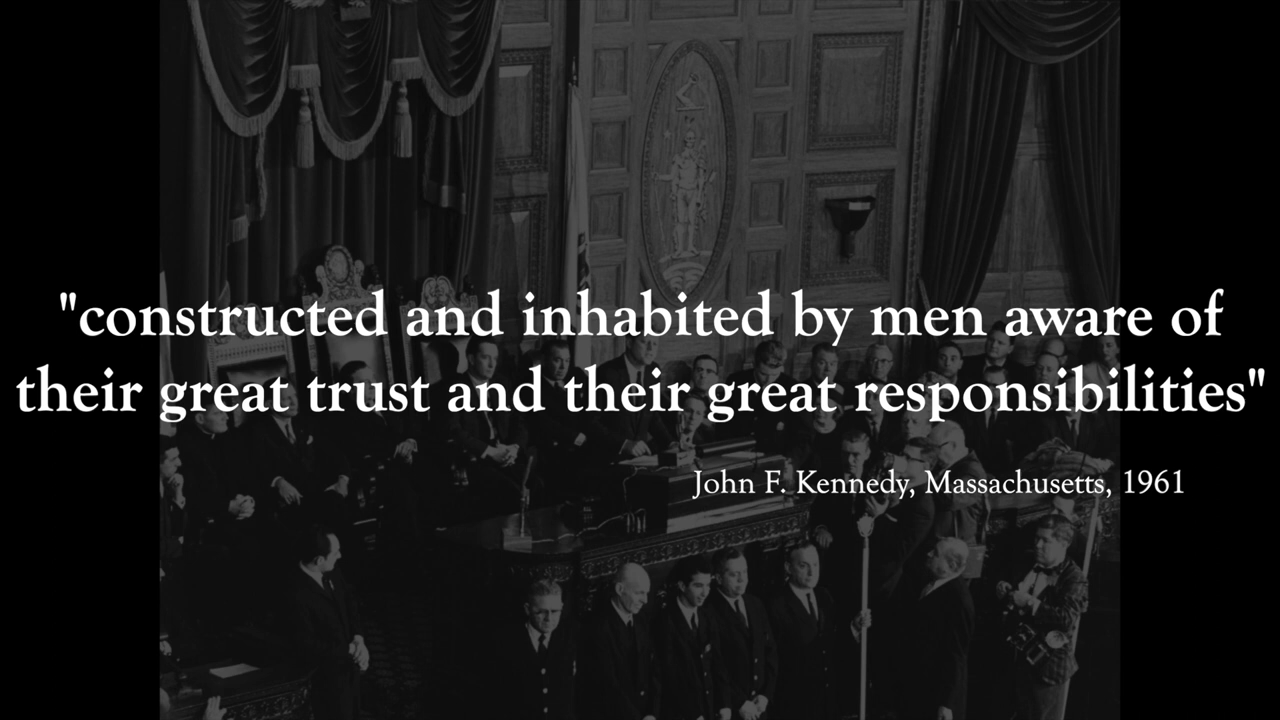 "constructed and inhabited by men aware of
their great trust and their great responsibilities"
John F. Kennedy, Massachusetts, 1961